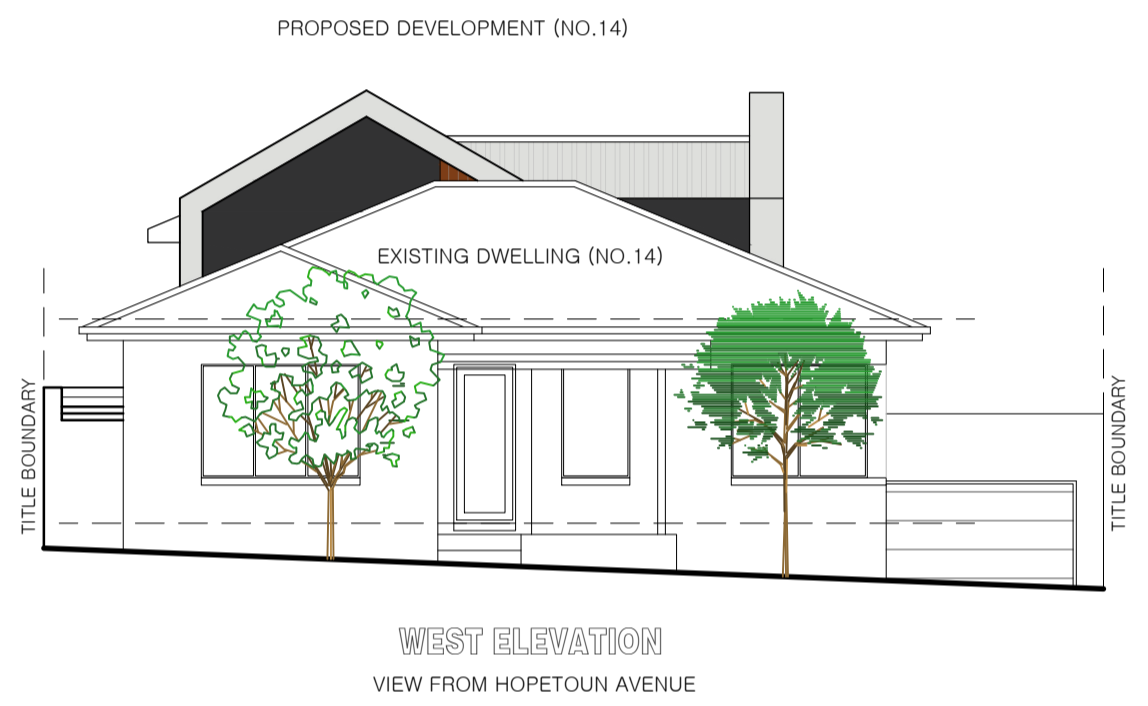 PROPOSED DEVELOPMENT (NO.14)
EXISTING DWELLING (NO.14)
TITLE BOUNDARY
TITLE BOUNDARY
WEST ELEVATION
VIEW FROM HOPETOUN AVENUE